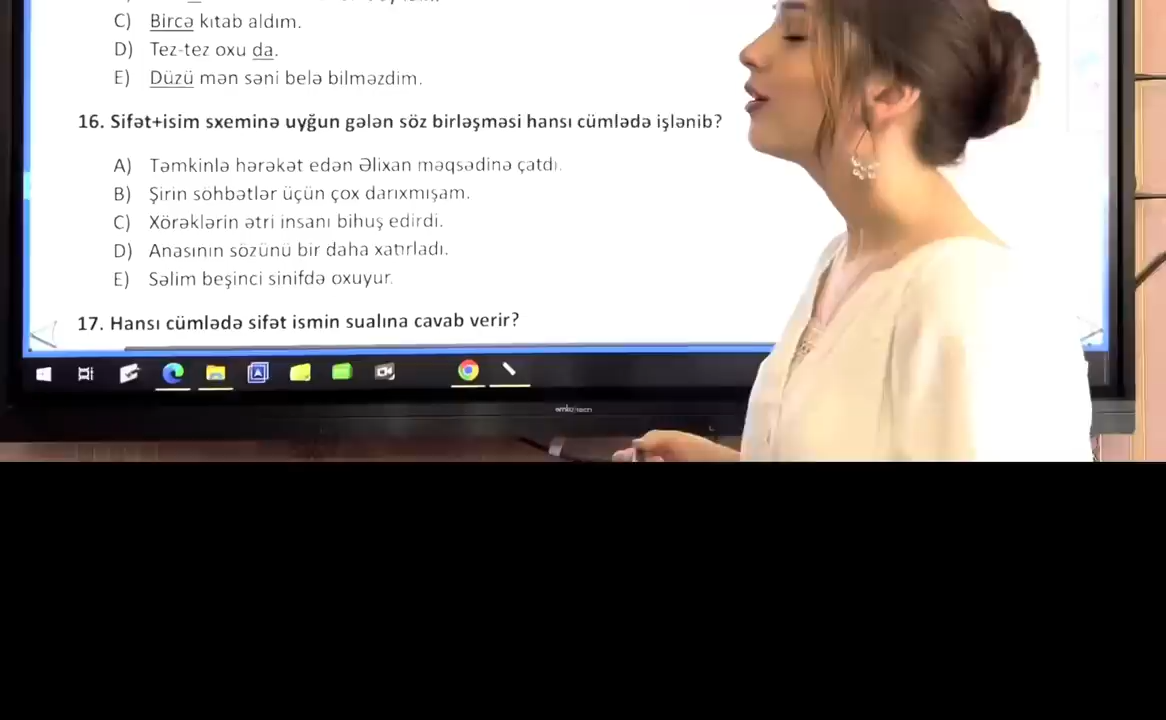 C) Bircə kitab aldım.
D) Tez-tez oxu da.
E) Düzü mən səni belə bilməzdim.
16. Sifət+isim sxeminə uyğun gələn söz birləşməsi hansı cümlədə işlənib?
A) Təmkinlə hərəkət edən Əlixan məqsədinə çatdı.
B) Şirin söhbətlər üçün çox darıxmışam.
C) Xörəklərin ətri insanı bihuş edirdi.
D) Anasının sözünü bir daha xatırladı.
E) Səlim beşinci sinifdə oxuyur.
17. Hansı cümlədə sifət ismin sualına cavab verir?